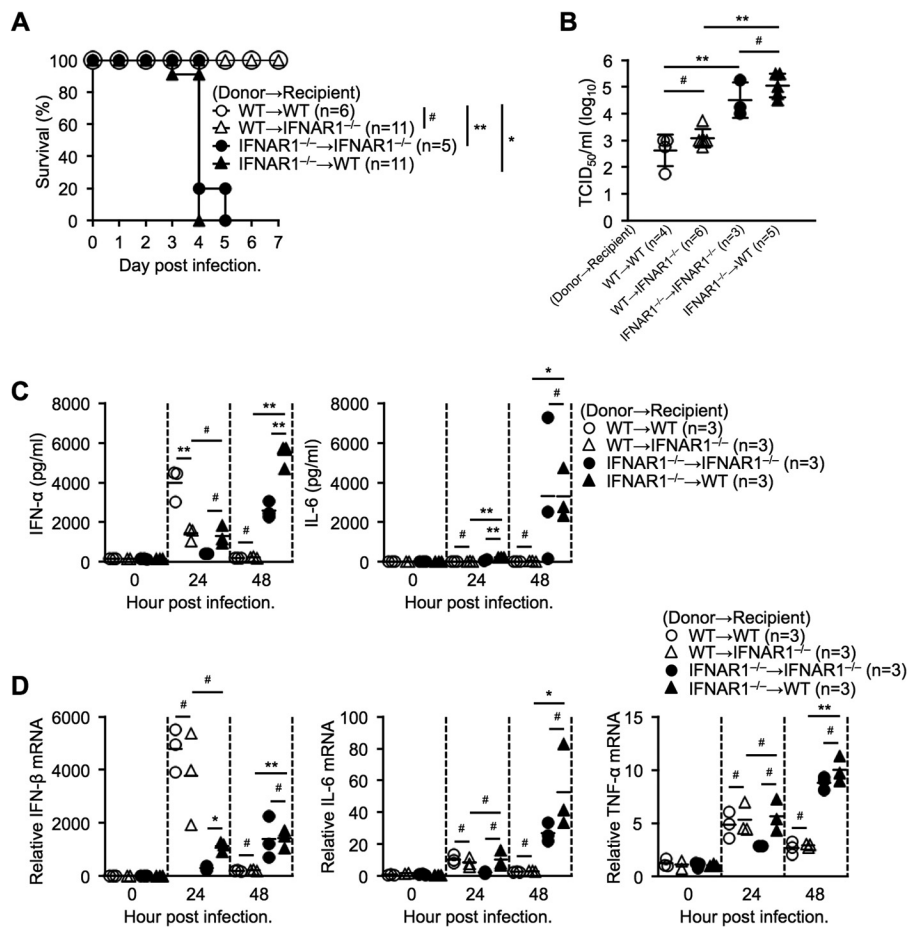 A
100
80
60
40
20
0
Survival (%)
0 1 2 3 4 5 6 7
Day post infection.
(Donor→Recipient)
WT→WT (n=6)
WT→IFNAR1⁻/⁻ (n=11)
IFNAR1⁻/⁻→IFNAR1⁻/⁻ (n=5)
IFNAR1⁻/⁻→WT (n=11)
#
**
*
B
**
**
#
#
6
5
4
3
2
1
0
TCID₅₀/ml (log₁₀)
(Donor→Recipient)
WT→WT (n=4)
WT→IFNAR1⁻/⁻ (n=6)
IFNAR1⁻/⁻→IFNAR1⁻/⁻ (n=3)
IFNAR1⁻/⁻→WT (n=5)
C
8000
6000
4000
2000
0
IFN-α (pg/ml)
** # # # ** **
0 24 48
Hour post infection.
8000
6000
4000
2000
0
IL-6 (pg/ml)
# ** ** # * #
0 24 48
Hour post infection.
(Donor→Recipient)
WT→WT (n=3)
WT→IFNAR1⁻/⁻ (n=3)
IFNAR1⁻/⁻→IFNAR1⁻/⁻ (n=3)
IFNAR1⁻/⁻→WT (n=3)
(Donor→Recipient)
WT→WT (n=3)
WT→IFNAR1⁻/⁻ (n=3)
IFNAR1⁻/⁻→IFNAR1⁻/⁻ (n=3)
IFNAR1⁻/⁻→WT (n=3)
D
6000
4000
2000
0
Relative IFN-β mRNA
# # * # ** #
0 24 48
Hour post infection.
100
80
60
40
20
0
Relative IL-6 mRNA
# # # # * #
0 24 48
Hour post infection.
15
10
5
0
Relative TNF-α mRNA
# # # # ** #
0 24 48
Hour post infection.